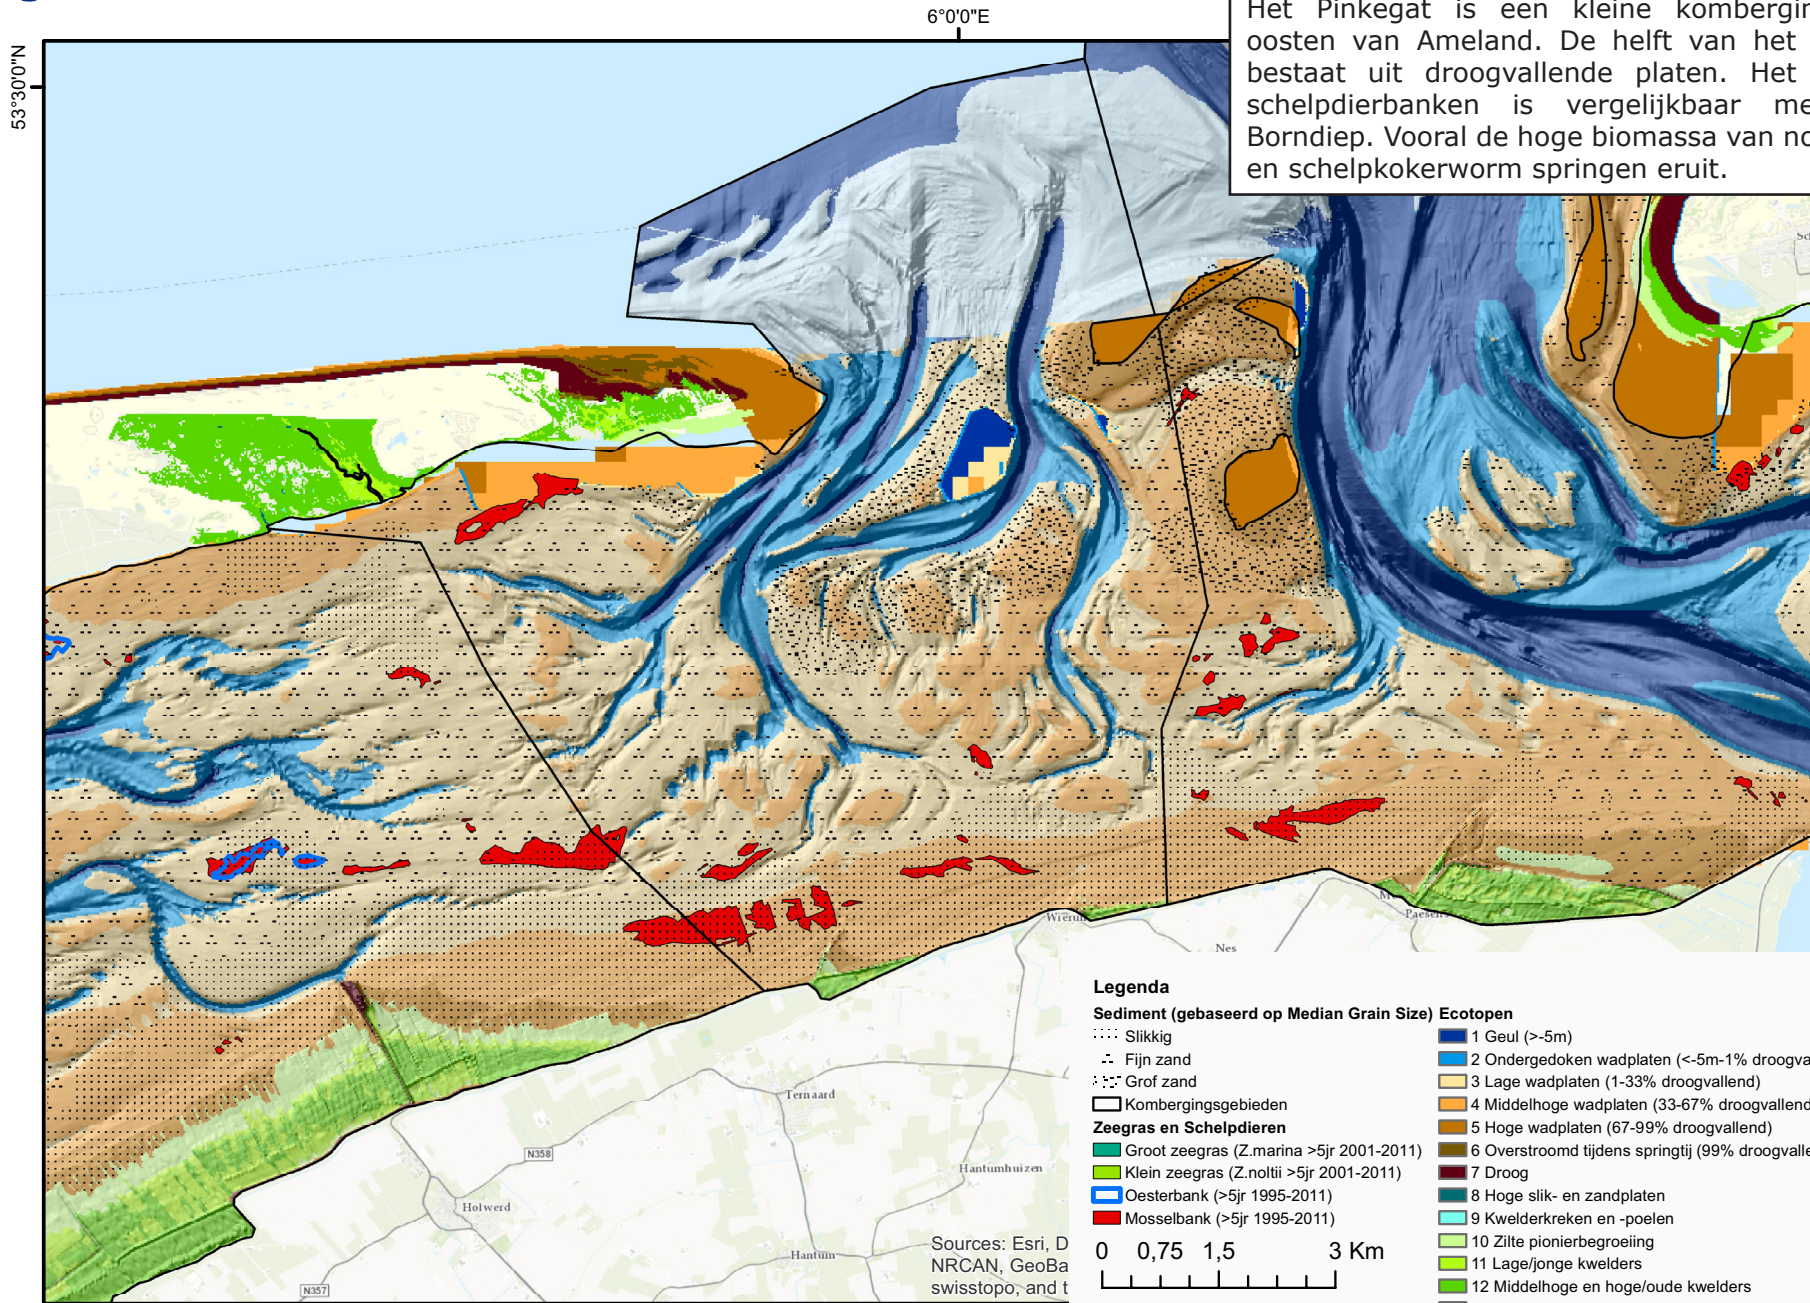 6°0'0"E
53°30'0"N
Het Pinkegat is een kleine
oosten van Ameland. De helft van het
bestaat uit droogvallende platen. Het
schelpdierbanken is vergelijkbaar
Borndiep. Vooral de hoge biomassa van
en schelpkokerworm springen eruit.
Wierum
Paesens
Nes
Ternaard
N358
Hantumhuizen
Holwerd
Hantum
N357
Sources: Esri,
NRCAN,
swisstopo, and
Legenda
Sediment (gebaseerd op Median Grain Size)
Slikkig
Fijn zand
Grof zand
Kombergingsgebieden
Zeegras en Schelpdieren
Groot zeegras (Z.marina >5jr 2001-2011)
Klein zeegras (Z.noltii >5jr 2001-2011)
Oesterbank (>5jr 1995-2011)
Mosselbank (>5jr 1995-2011)
0 0,75 1,5 3 Km
Ecotopen
1 Geul (>-5m)
2 Ondergedoken wadplaten (<-5m-1%
3 Lage wadplaten (1-33% droogvallend)
4 Middelhoge wadplaten (33-67% droogvallend
5 Hoge wadplaten (67-99% droogvallend)
6 Overstroomd tijdens springtij (99%
7 Droog
8 Hoge slik- en zandplaten
9 Kwelderkreken en -poelen
10 Zilte pionierbegroeiing
11 Lage/jonge kwelders
12 Middelhoge en hoge/oude kwelders